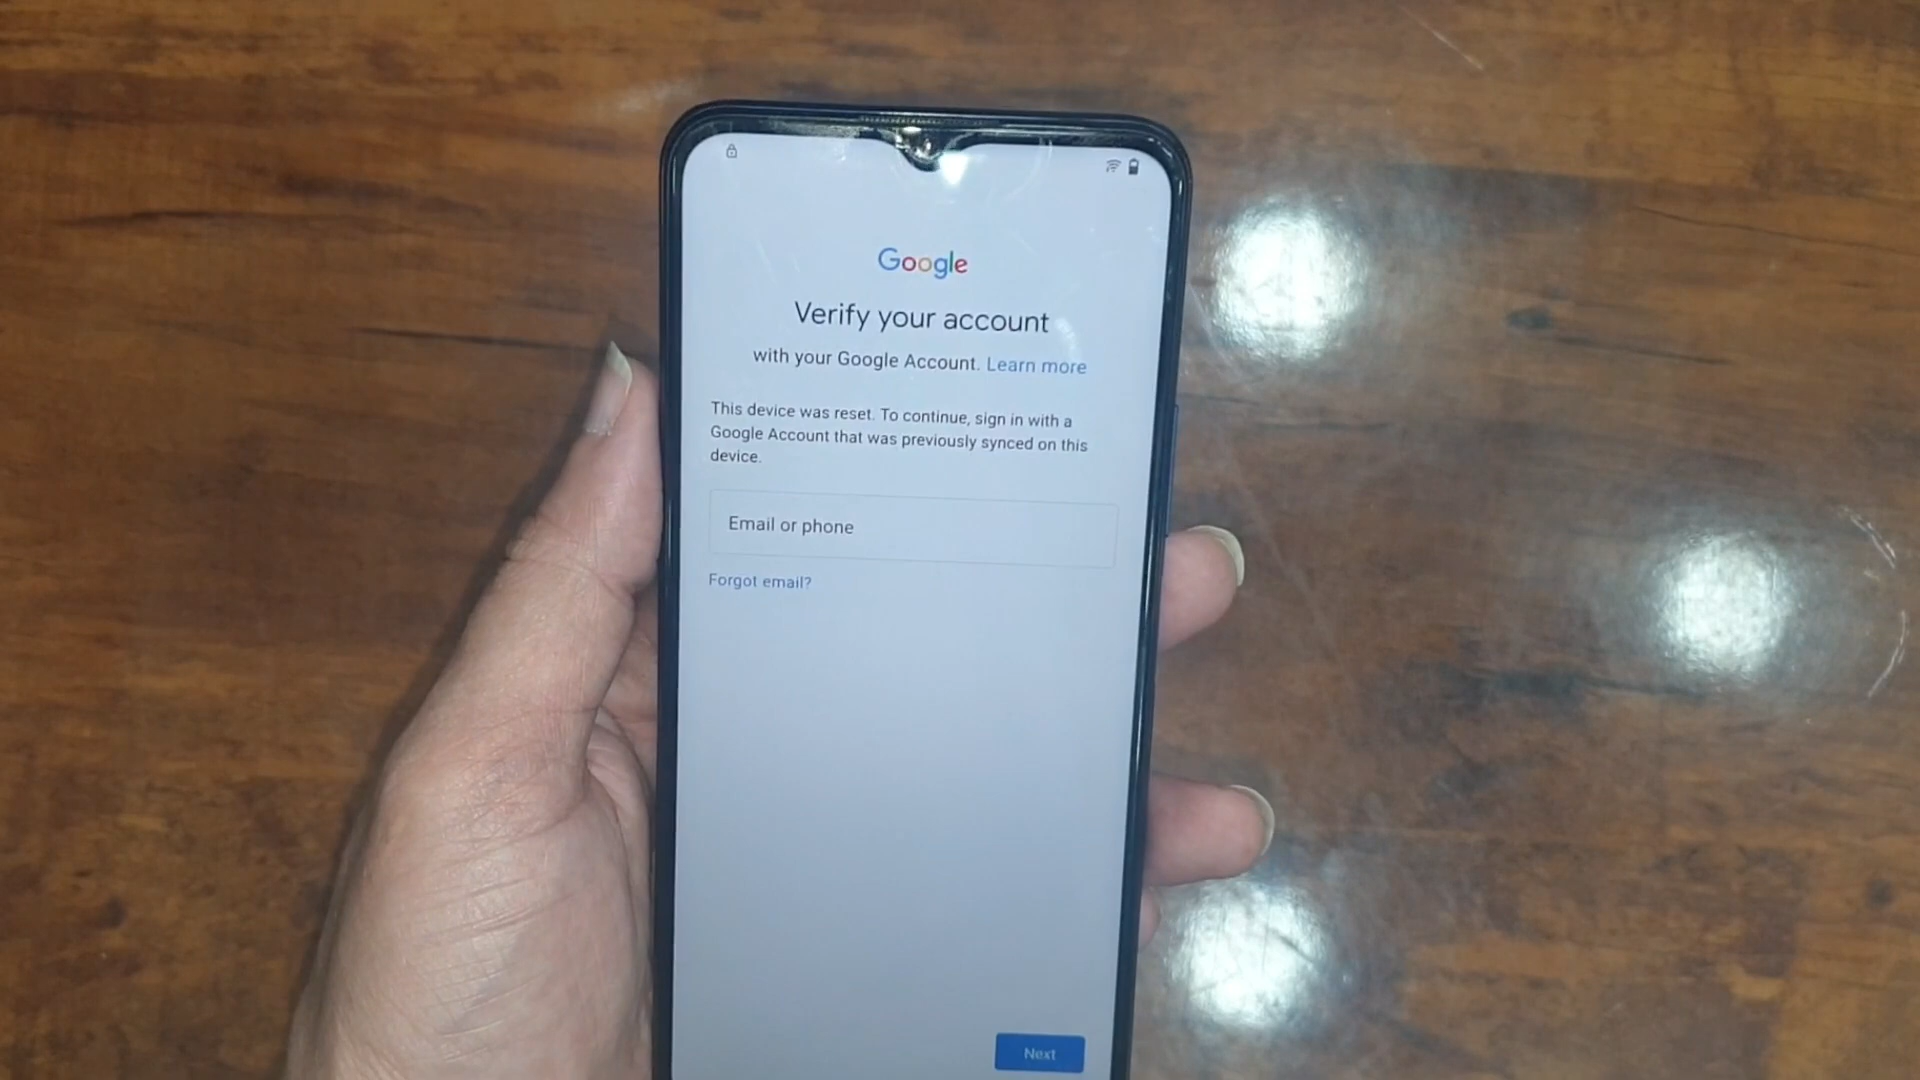 Google
Verify your account
with your Google Account. Learn more
This device was reset. To continue, sign in with a
Google Account that was previously synced on this
device.
Email or phone
Forgot email?
Next